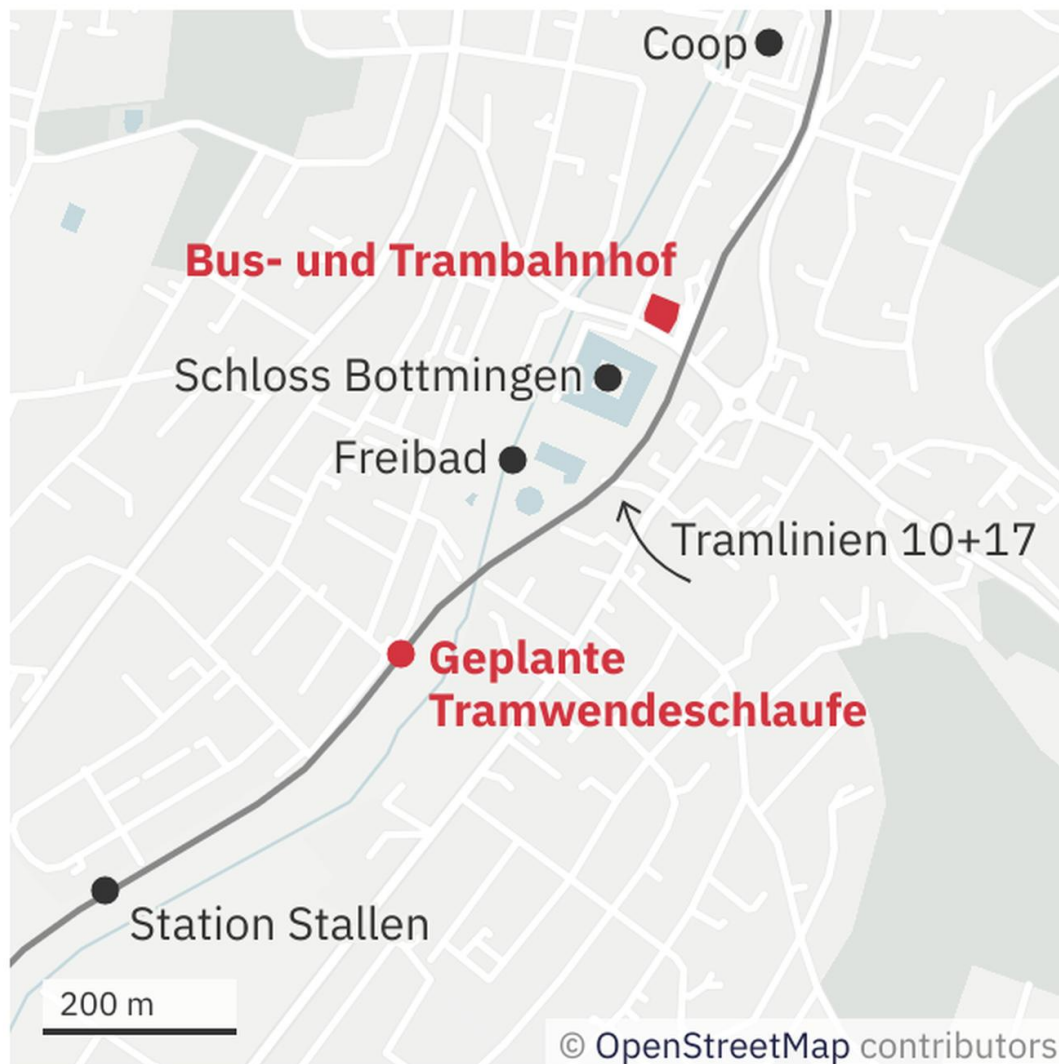 Coop
Bus- und Trambahnhof
Schloss Bottmingen
Freibad
Tramlinien 10+17
Geplante
Tramwendeschlaufe
Station Stallen
200 m
© OpenStreetMap contributors